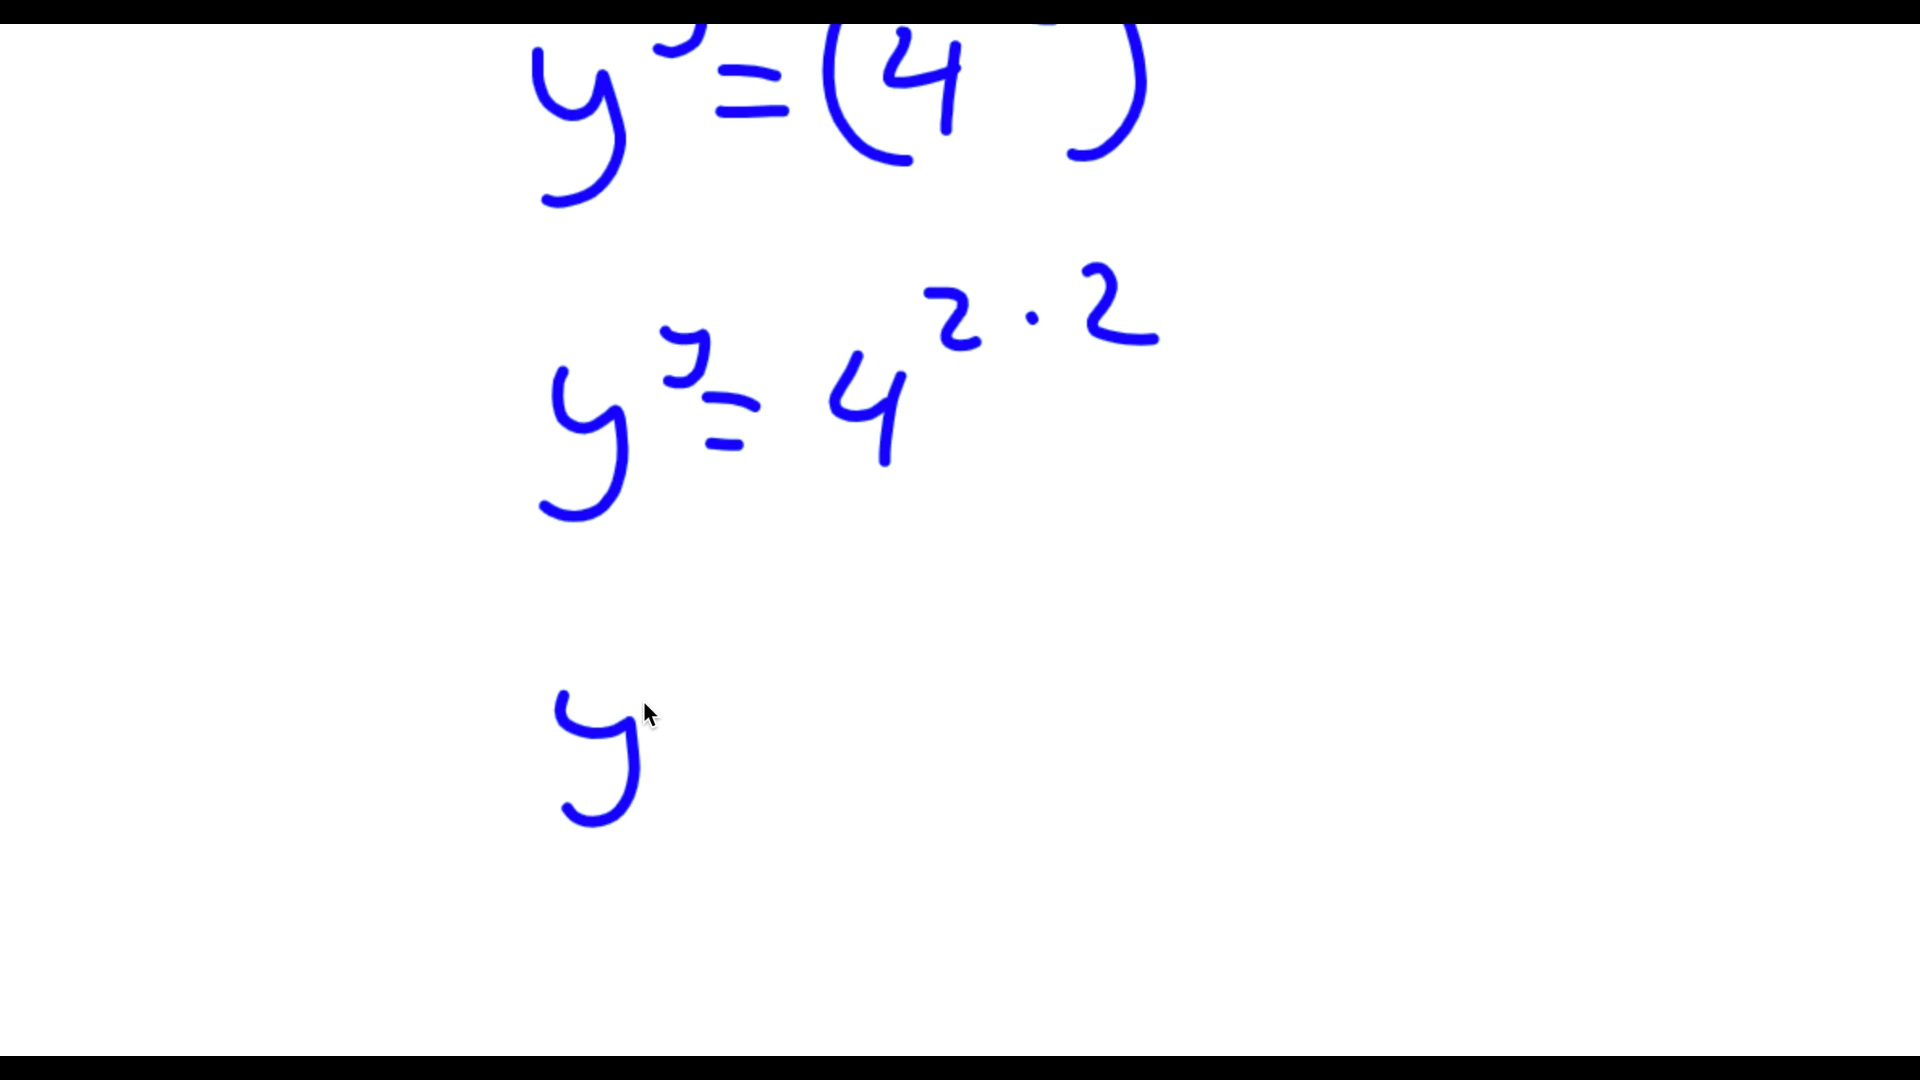 y^y = (4 )
y^y = 4^2 · 2
y